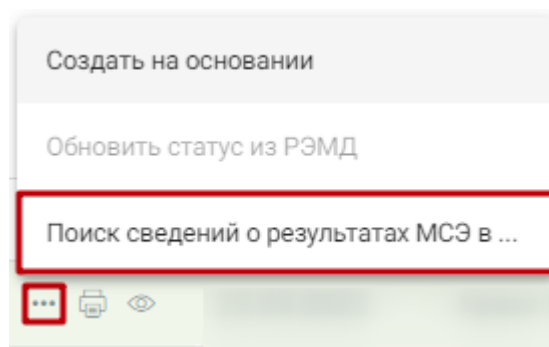 Создать на основании
Обновить статус из РЭМД
Поиск сведений о результатах МСЭ в ...